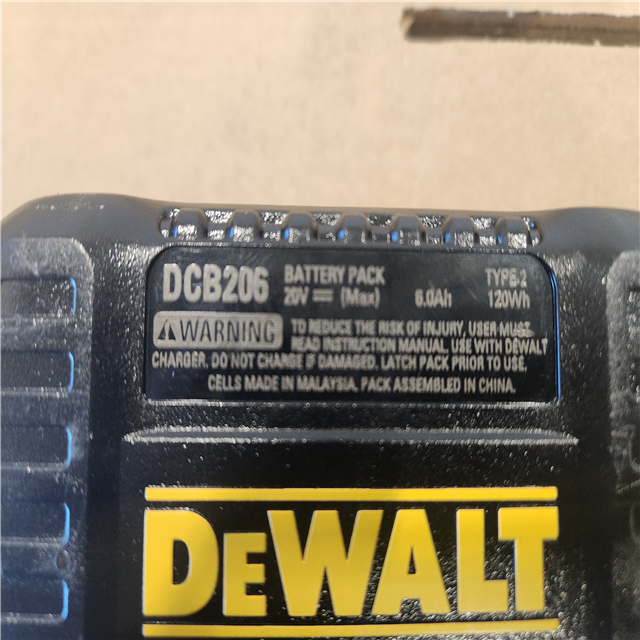 DCB206 BATTERY PACK TYPE 2
20V ⎓ (Max) 6.0Ah 120Wh
⚠WARNING TO REDUCE THE RISK OF INJURY, USER MUST
READ INSTRUCTION MANUAL, USE WITH DEWALT
CHARGER. DO NOT CHARGE IF DAMAGED. LATCH PACK PRIOR TO USE.
CELLS MADE IN MALAYSIA. PACK ASSEMBLED IN CHINA.
DEWALT